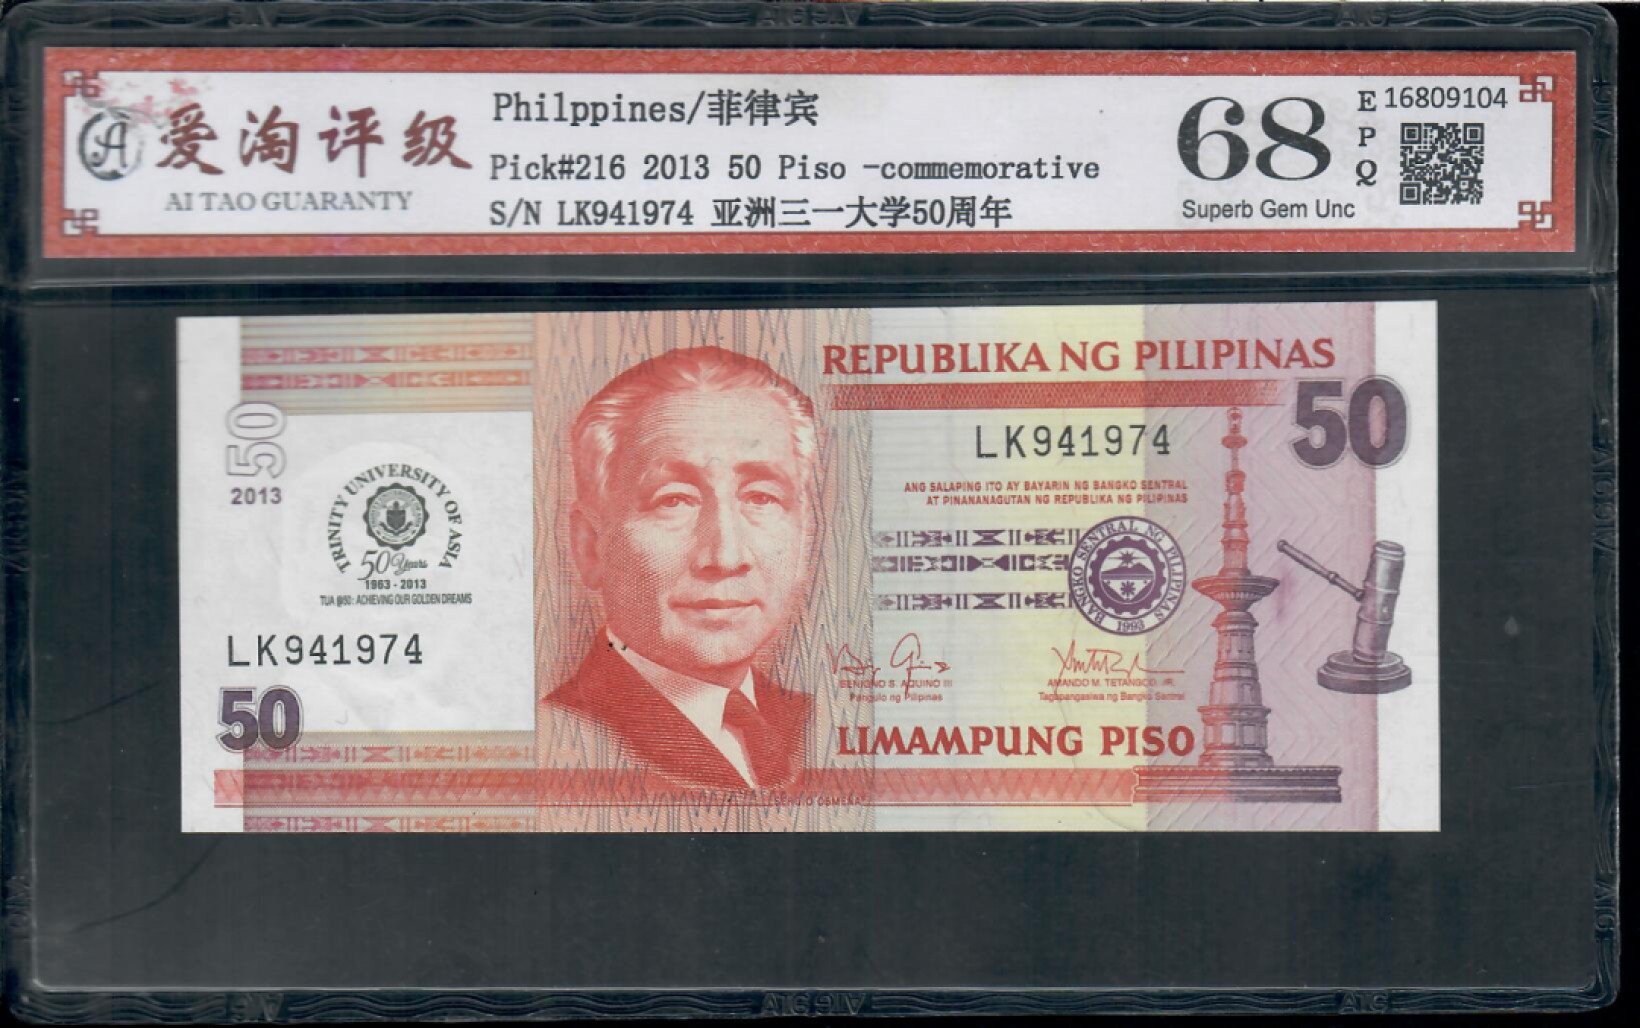 爱淘评级
AI TAO GUARANTY
Philppines/菲律宾
Pick#216 2013 50 Piso -commemorative
S/N LK941974 亚洲三一大学50周年
68
EPQ
Superb Gem Unc
16809104
REPUBLIKA NG PILIPINAS
50
50
2013
TRINITY UNIVERSITY OF ASIA
50 Years
1963 - 2013
TUA @50: ACHIEVING OUR GOLDEN DREAMS
LK941974
50
LK941974
ANG SALAPING ITO AY BAYARIN NG BANGKO SENTRAL
AT PINANANAGUTAN NG REPUBLIKA NG PILIPINAS
BANGKO SENTRAL NG PILIPINAS
1993
BENIGNO S. AQUINO III
Pangulo ng Pilipinas
AMANDO M. TETANGCO, JR.
Tagapangasiwa ng Bangko Sentral
LIMAMPUNG PISO
SERGIO OSMEÑA